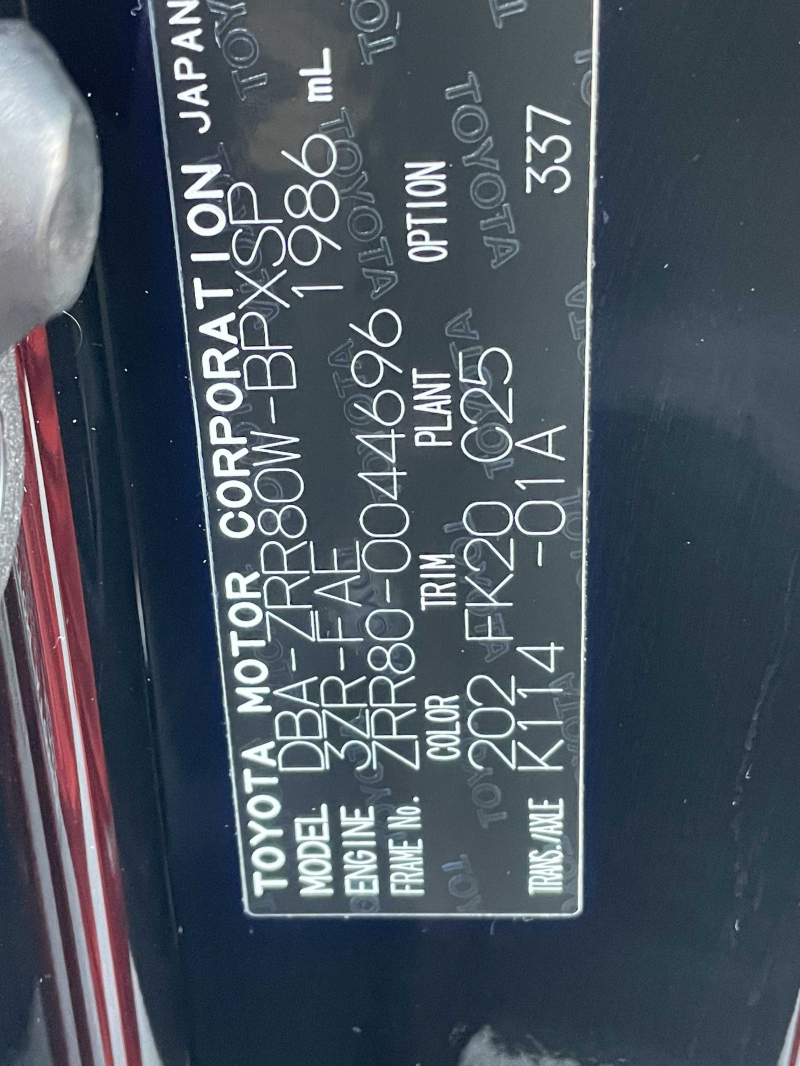 TOYOTA MOTOR CORPORATION JAPAN
MODEL DBA-ZRR80W-BPXSP
ENGINE 3ZR-FAE 1986 mL
FRAME No. ZRR80-0044696
COLOR TRIM PLANT OPTION
202 FK20 C25
TRANS./AXLE K114 -01A 337